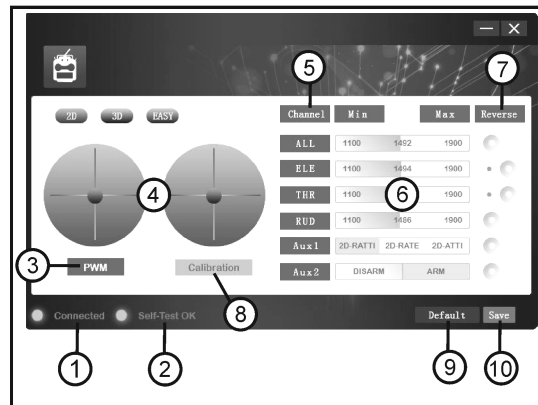 5
7
Channel Min Max Reverse
2D 3D EASY
ALL 1100 1492 1900
ELE 1100 1494 1900
4
THR 1100 6 1900
RUD 1100 1486 1900
Aux1 2D-RATTI 2D-RATE 2D-ATTI
3 PWM Calibration
Aux2 DISARM ARM
8
Connected Self-Test OK
Default Save
1 2 9 10